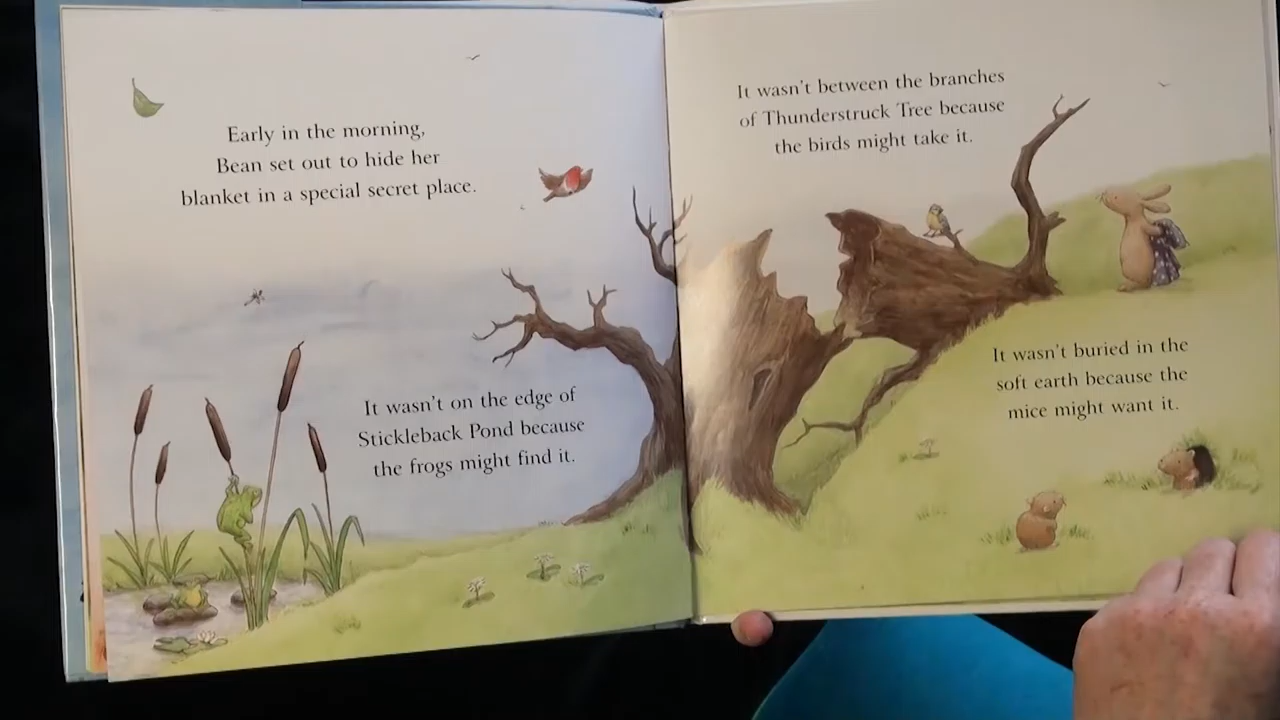 Early in the morning,
Bean set out to hide her
blanket in a special secret place.
It wasn't on the edge of
Stickleback Pond because
the frogs might find it.
It wasn't between the branches
of Thunderstruck Tree because
the birds might take it.
It wasn't buried in the
soft earth because the
mice might want it.